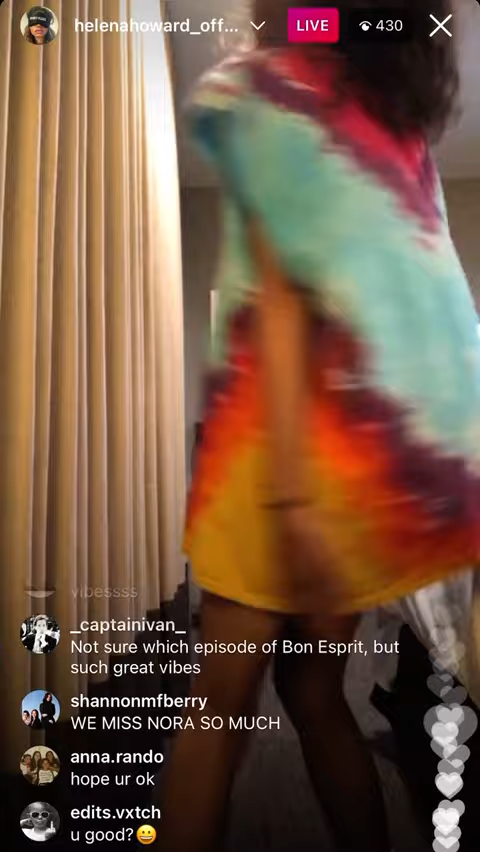 helenahoward_off...
LIVE
430
vibessss
_captainivan_
Not sure which episode of Bon Esprit, but
such great vibes
shannonmfberry
WE MISS NORA SO MUCH
anna.rando
hope ur ok
edits.vxtch
u good?😀